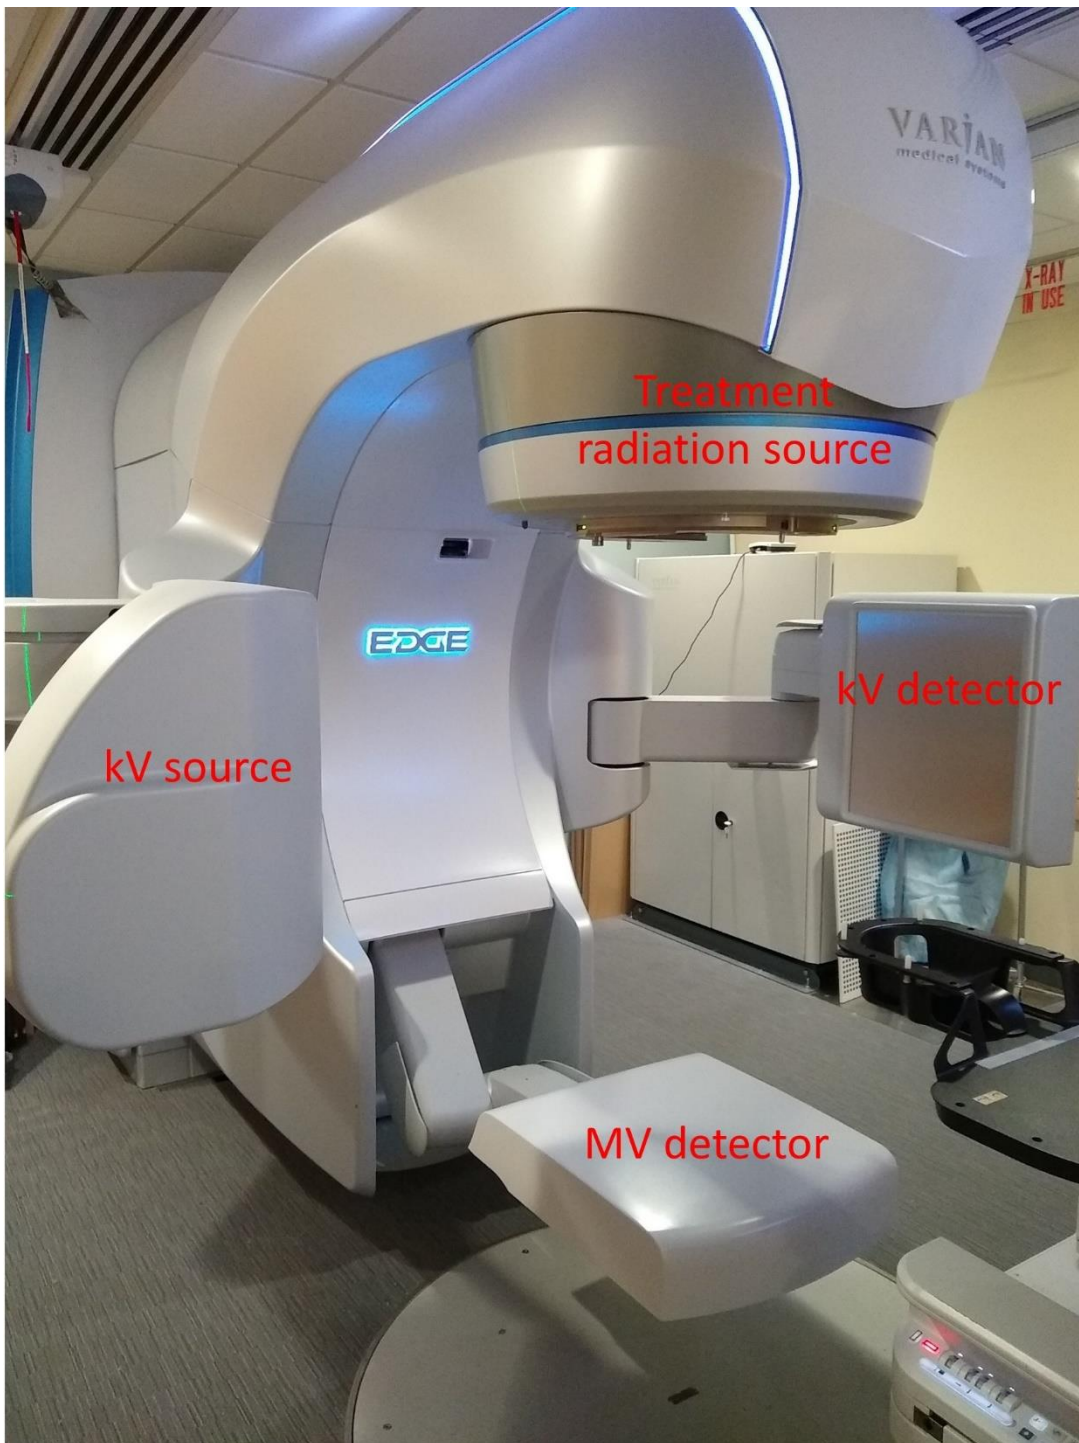 VARIAN
medical systems
X-RAY
IN USE
Treatment
radiation source
EDGE
kV detector
kV source
MV detector